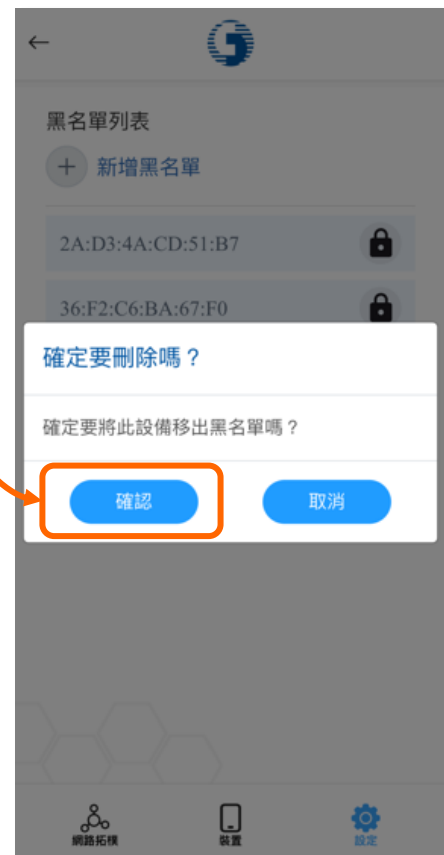 黑名單列表
+ 新增黑名單
2A:D3:4A:CD:51:B7
36:F2:C6:BA:67:F0
確定要刪除嗎？
確定要將此設備移出黑名單嗎？
確認 取消
網路拓樸 裝置 設定